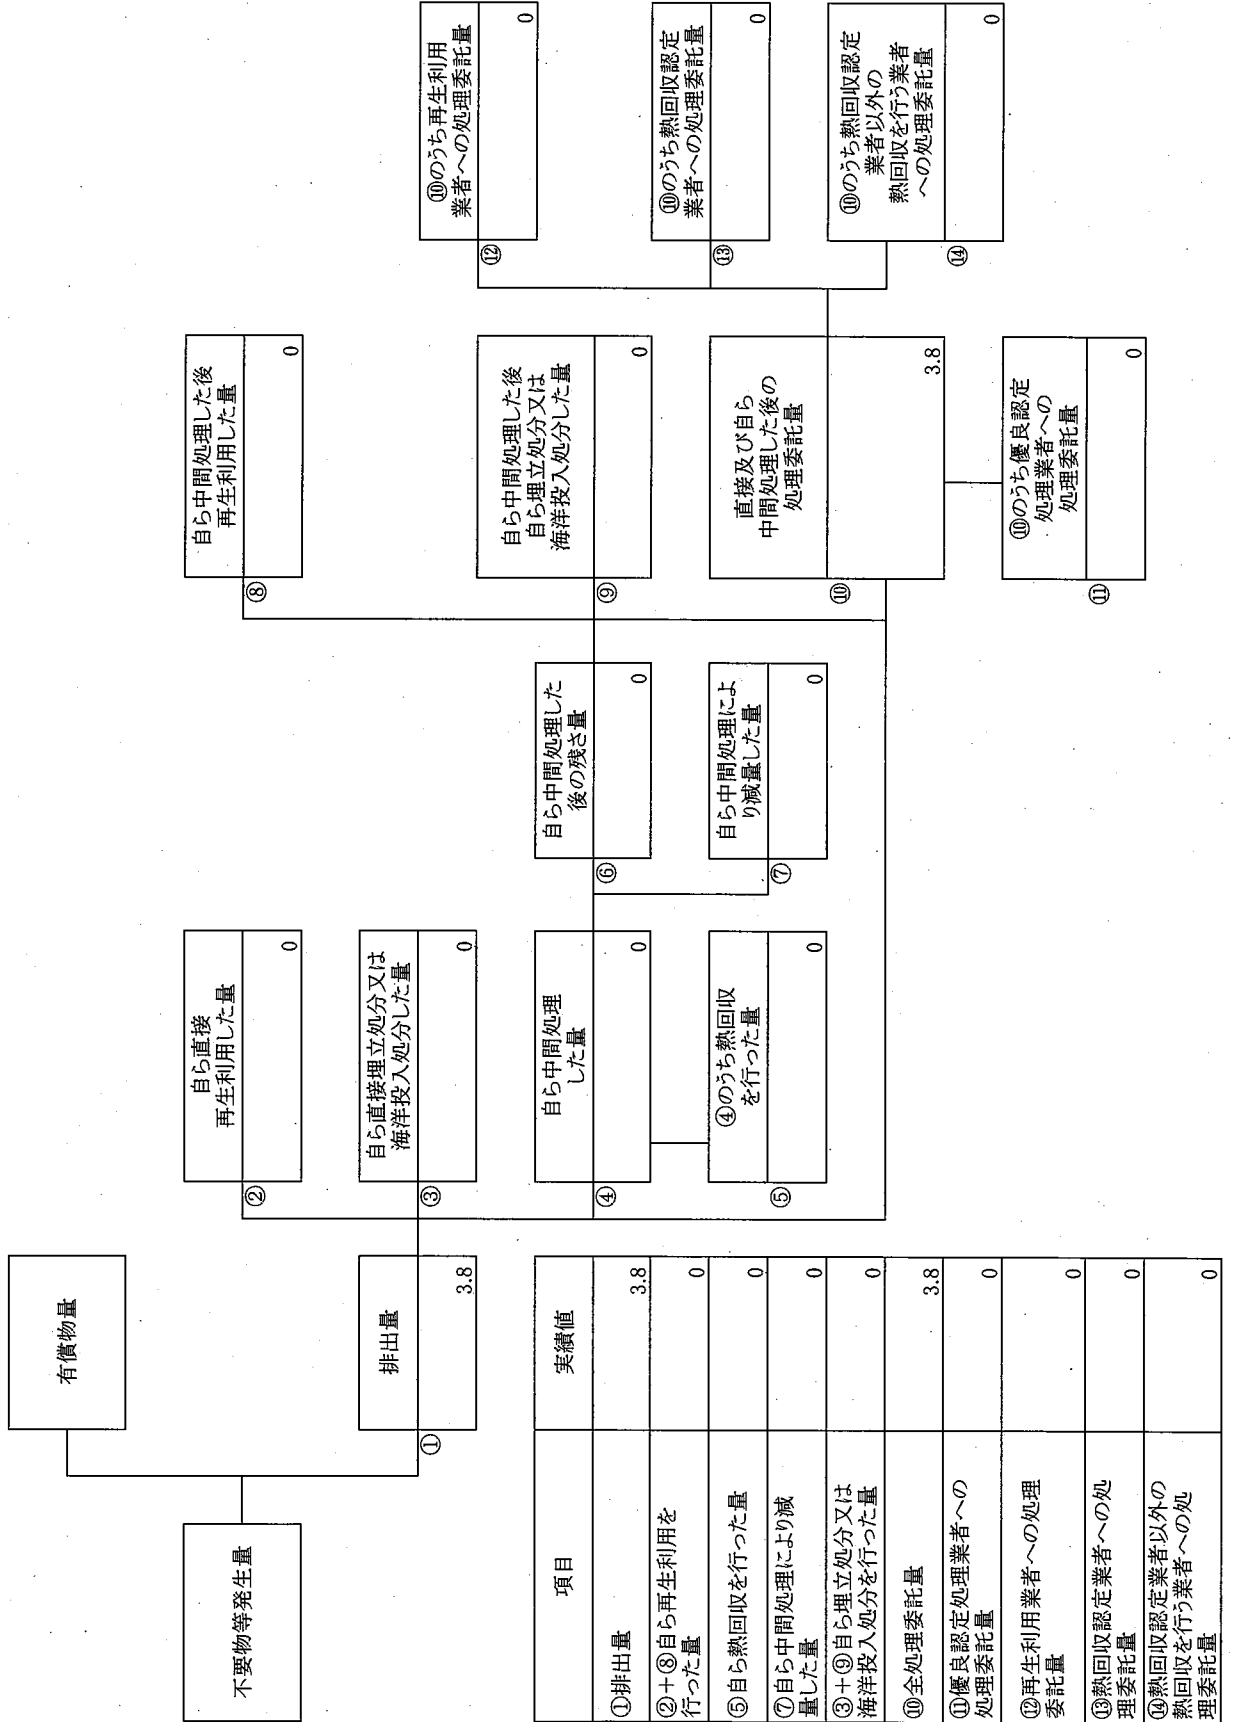 有償物量
不要物等発生量
①
排出量
3.8
②
自ら直接
再生利用した量
0
③
自ら直接埋立処分又は
海洋投入処分した量
0
④
自ら中間処理
した量
0
⑤
④のうち熱回収
を行った量
0
⑥
自ら中間処理した
後の残さ量
0
⑦
自ら中間処理によ
り減量した量
0
⑧
自ら中間処理した後
再生利用した量
0
⑨
自ら中間処理した後
自ら埋立処分又は
海洋投入処分した量
0
⑩
直接及び自ら
中間処理した後の
処理委託量
3.8
⑪
⑩のうち優良認定
処理業者への
処理委託量
0
⑫
⑩のうち再生利用
業者への処理委託量
0
⑬
⑩のうち熱回収認定
業者への処理委託量
0
⑭
⑩のうち熱回収認定
業者以外の
熱回収を行う業者
への処理委託量
0
項目 実績値
①排出量 3.8
②+⑧自ら再生利用を
行った量 0
⑤自ら熱回収を行った量 0
⑦自ら中間処理により減
量した量 0
③+⑨自ら埋立処分又は
海洋投入処分を行った量 0
⑩全処理委託量 3.8
⑪優良認定処理業者への
処理委託量 0
⑫再生利用業者への処理
委託量 0
⑬熱回収認定業者への処
理委託量 0
⑭熱回収認定業者以外の
熱回収を行う業者への処
理委託量 0